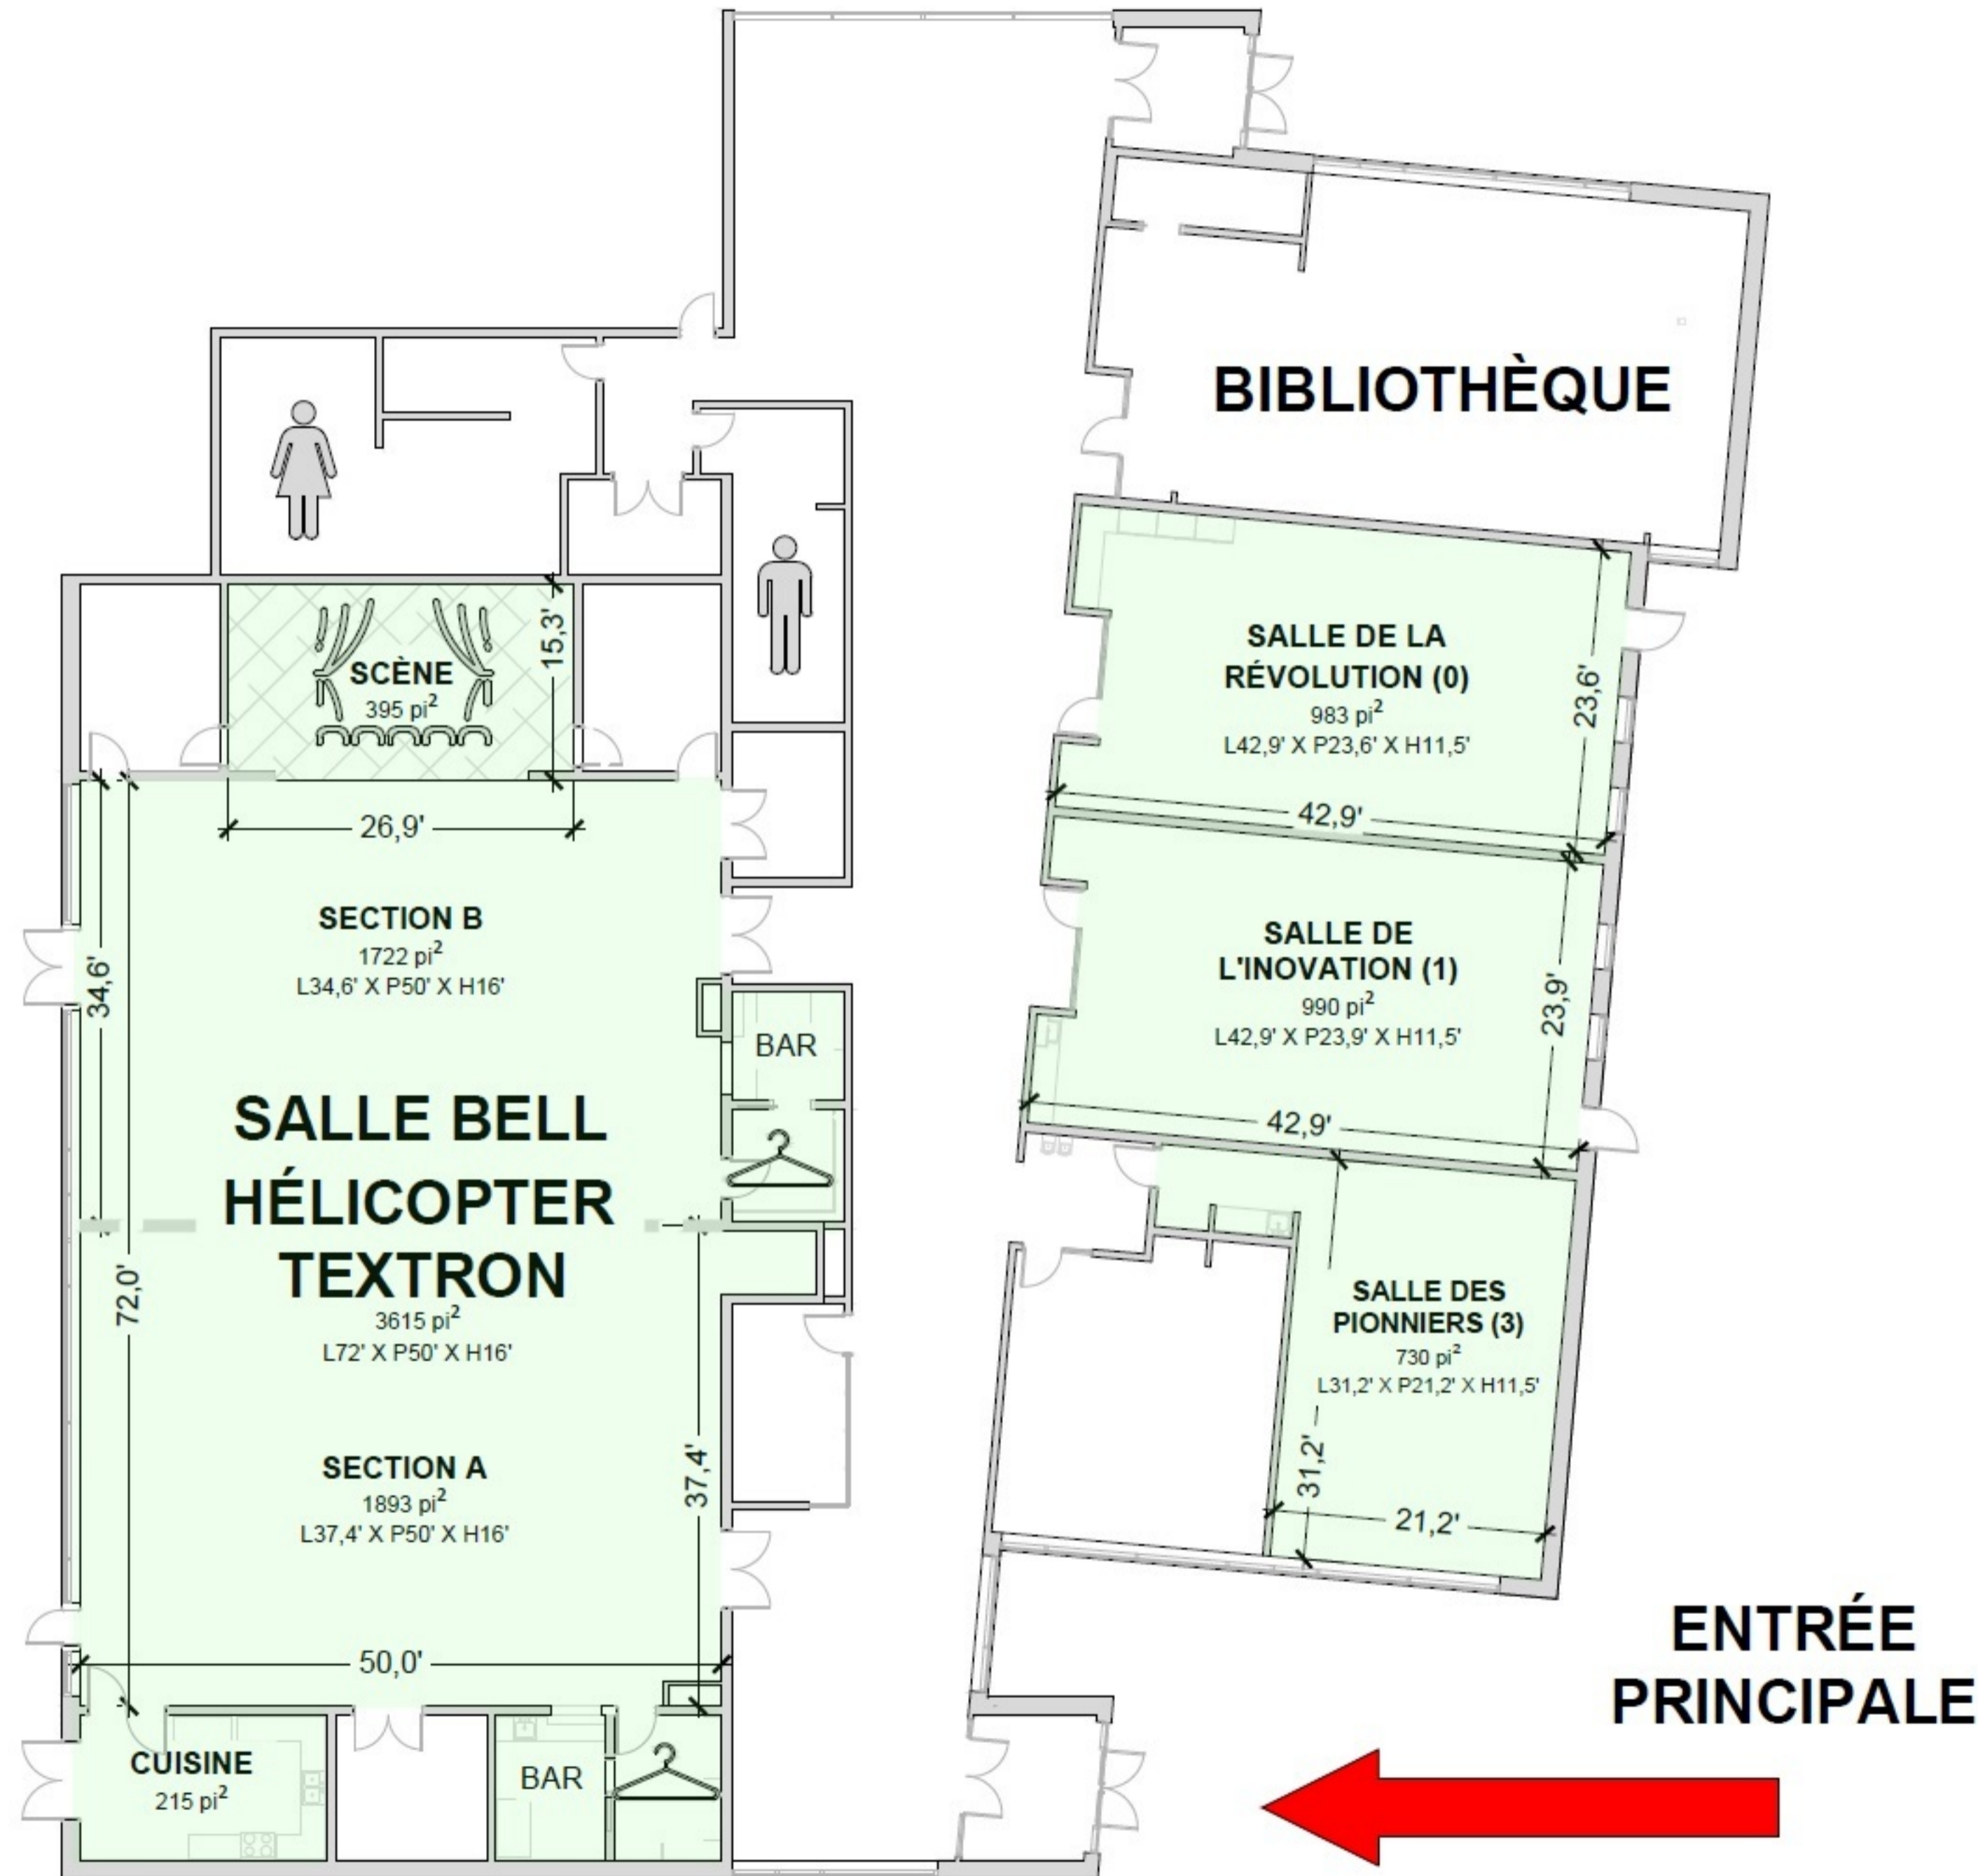 BIBLIOTHÈQUE
SCÈNE
395 pi²
15,3'
26,9'
SECTION B
1722 pi²
L34,6' X P50' X H16'
34,6'
BAR
SALLE BELL
HÉLICOPTER
TEXTRON
3615 pi²
L72' X P50' X H16'
72,0'
SECTION A
1893 pi²
L37,4' X P50' X H16'
37,4'
50,0'
CUISINE
215 pi²
BAR
SALLE DE LA
RÉVOLUTION (0)
983 pi²
L42,9' X P23,6' X H11,5'
23,6'
42,9'
SALLE DE
L'INOVATION (1)
990 pi²
L42,9' X P23,9' X H11,5'
23,9'
42,9'
SALLE DES
PIONNIERS (3)
730 pi²
L31,2' X P21,2' X H11,5'
31,2'
21,2'
ENTRÉE
PRINCIPALE